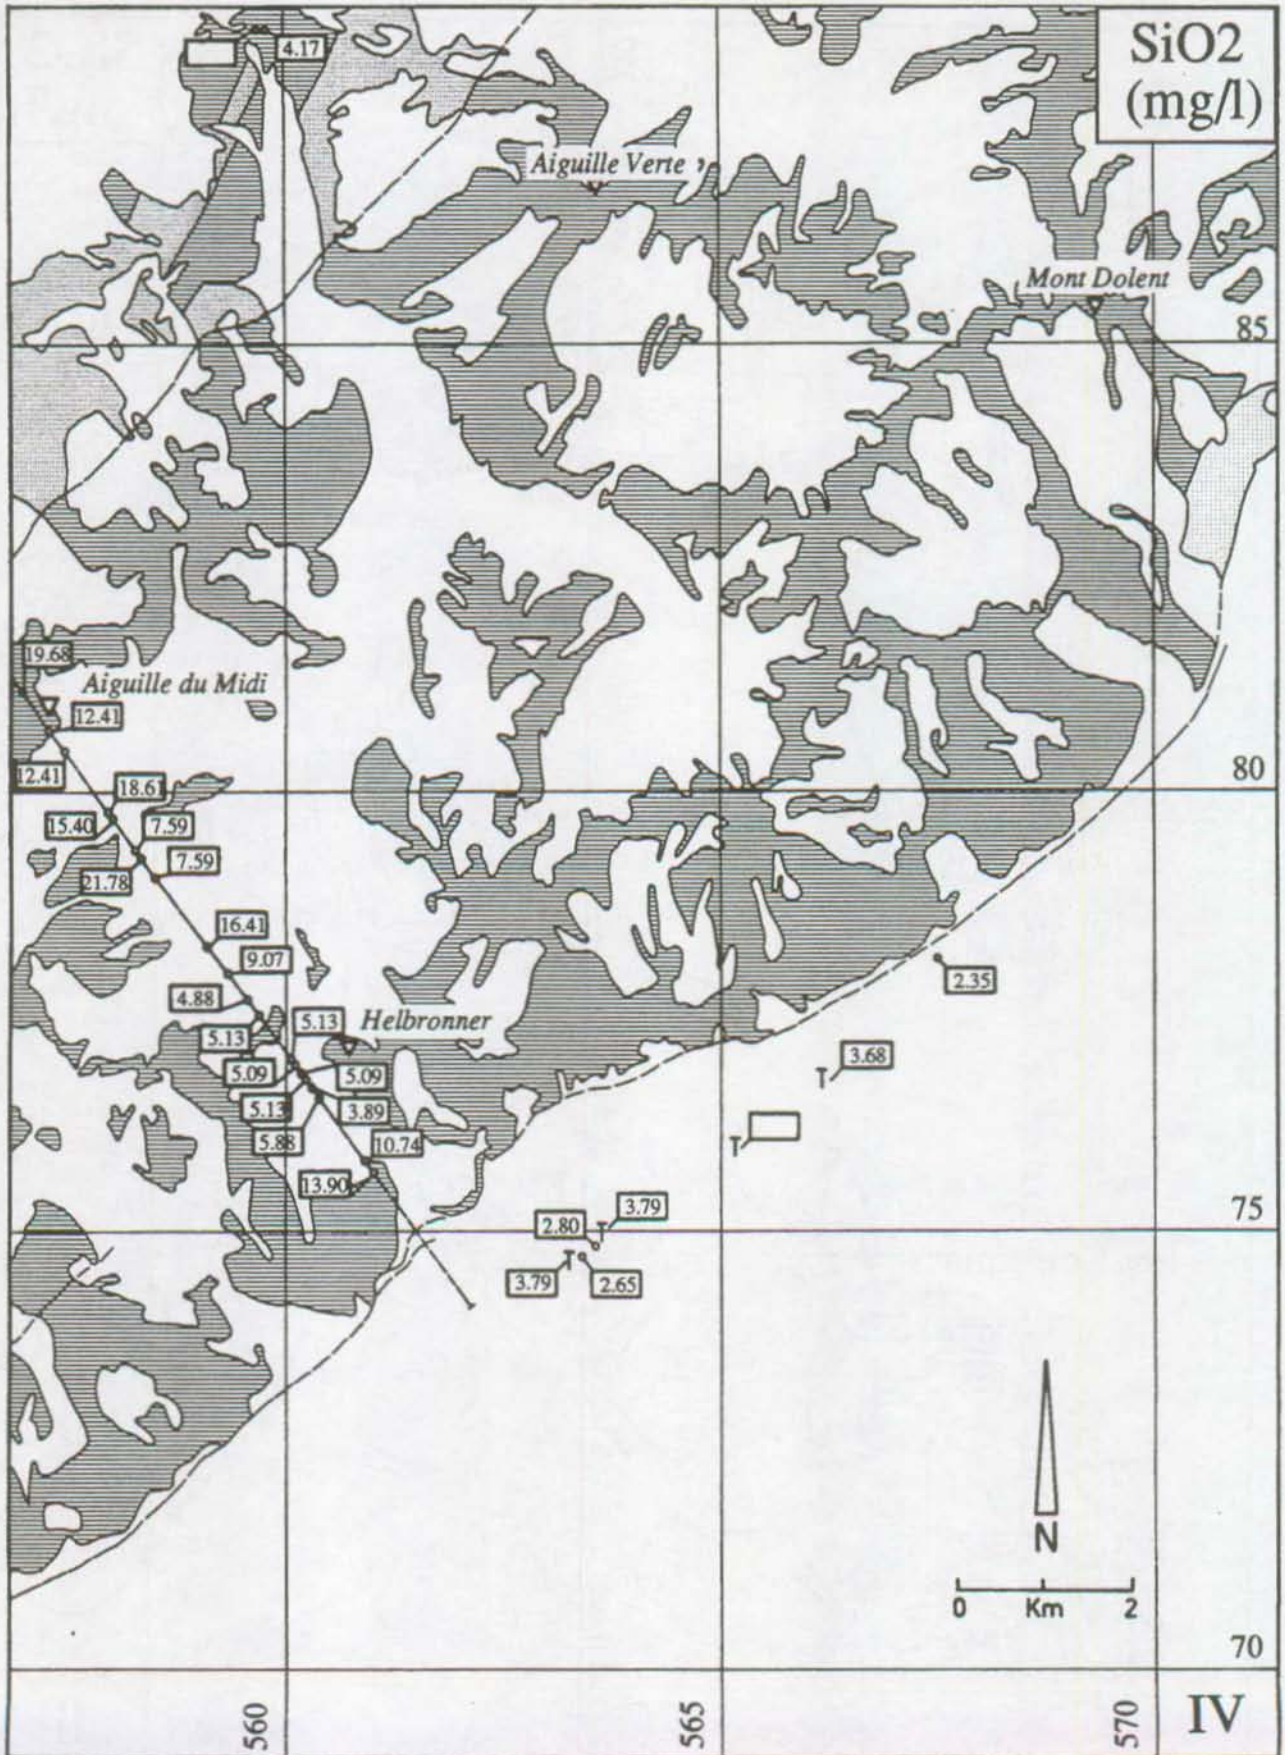 SiO2
(mg/l)
4.17
Aiguille Verte
Mont Dolent
85
19.68
Aiguille du Midi
12.41
12.41
80
18.61
15.40
7.59
7.59
21.78
16.41
9.07
2.35
4.88
5.13
Helbronner
5.13
3.68
5.09
5.09
5.13
3.89
5.88
10.74
13.90
75
3.79
2.80
3.79
2.65
T
T
T
T
N
0 Km 2
70
560
565
570
IV